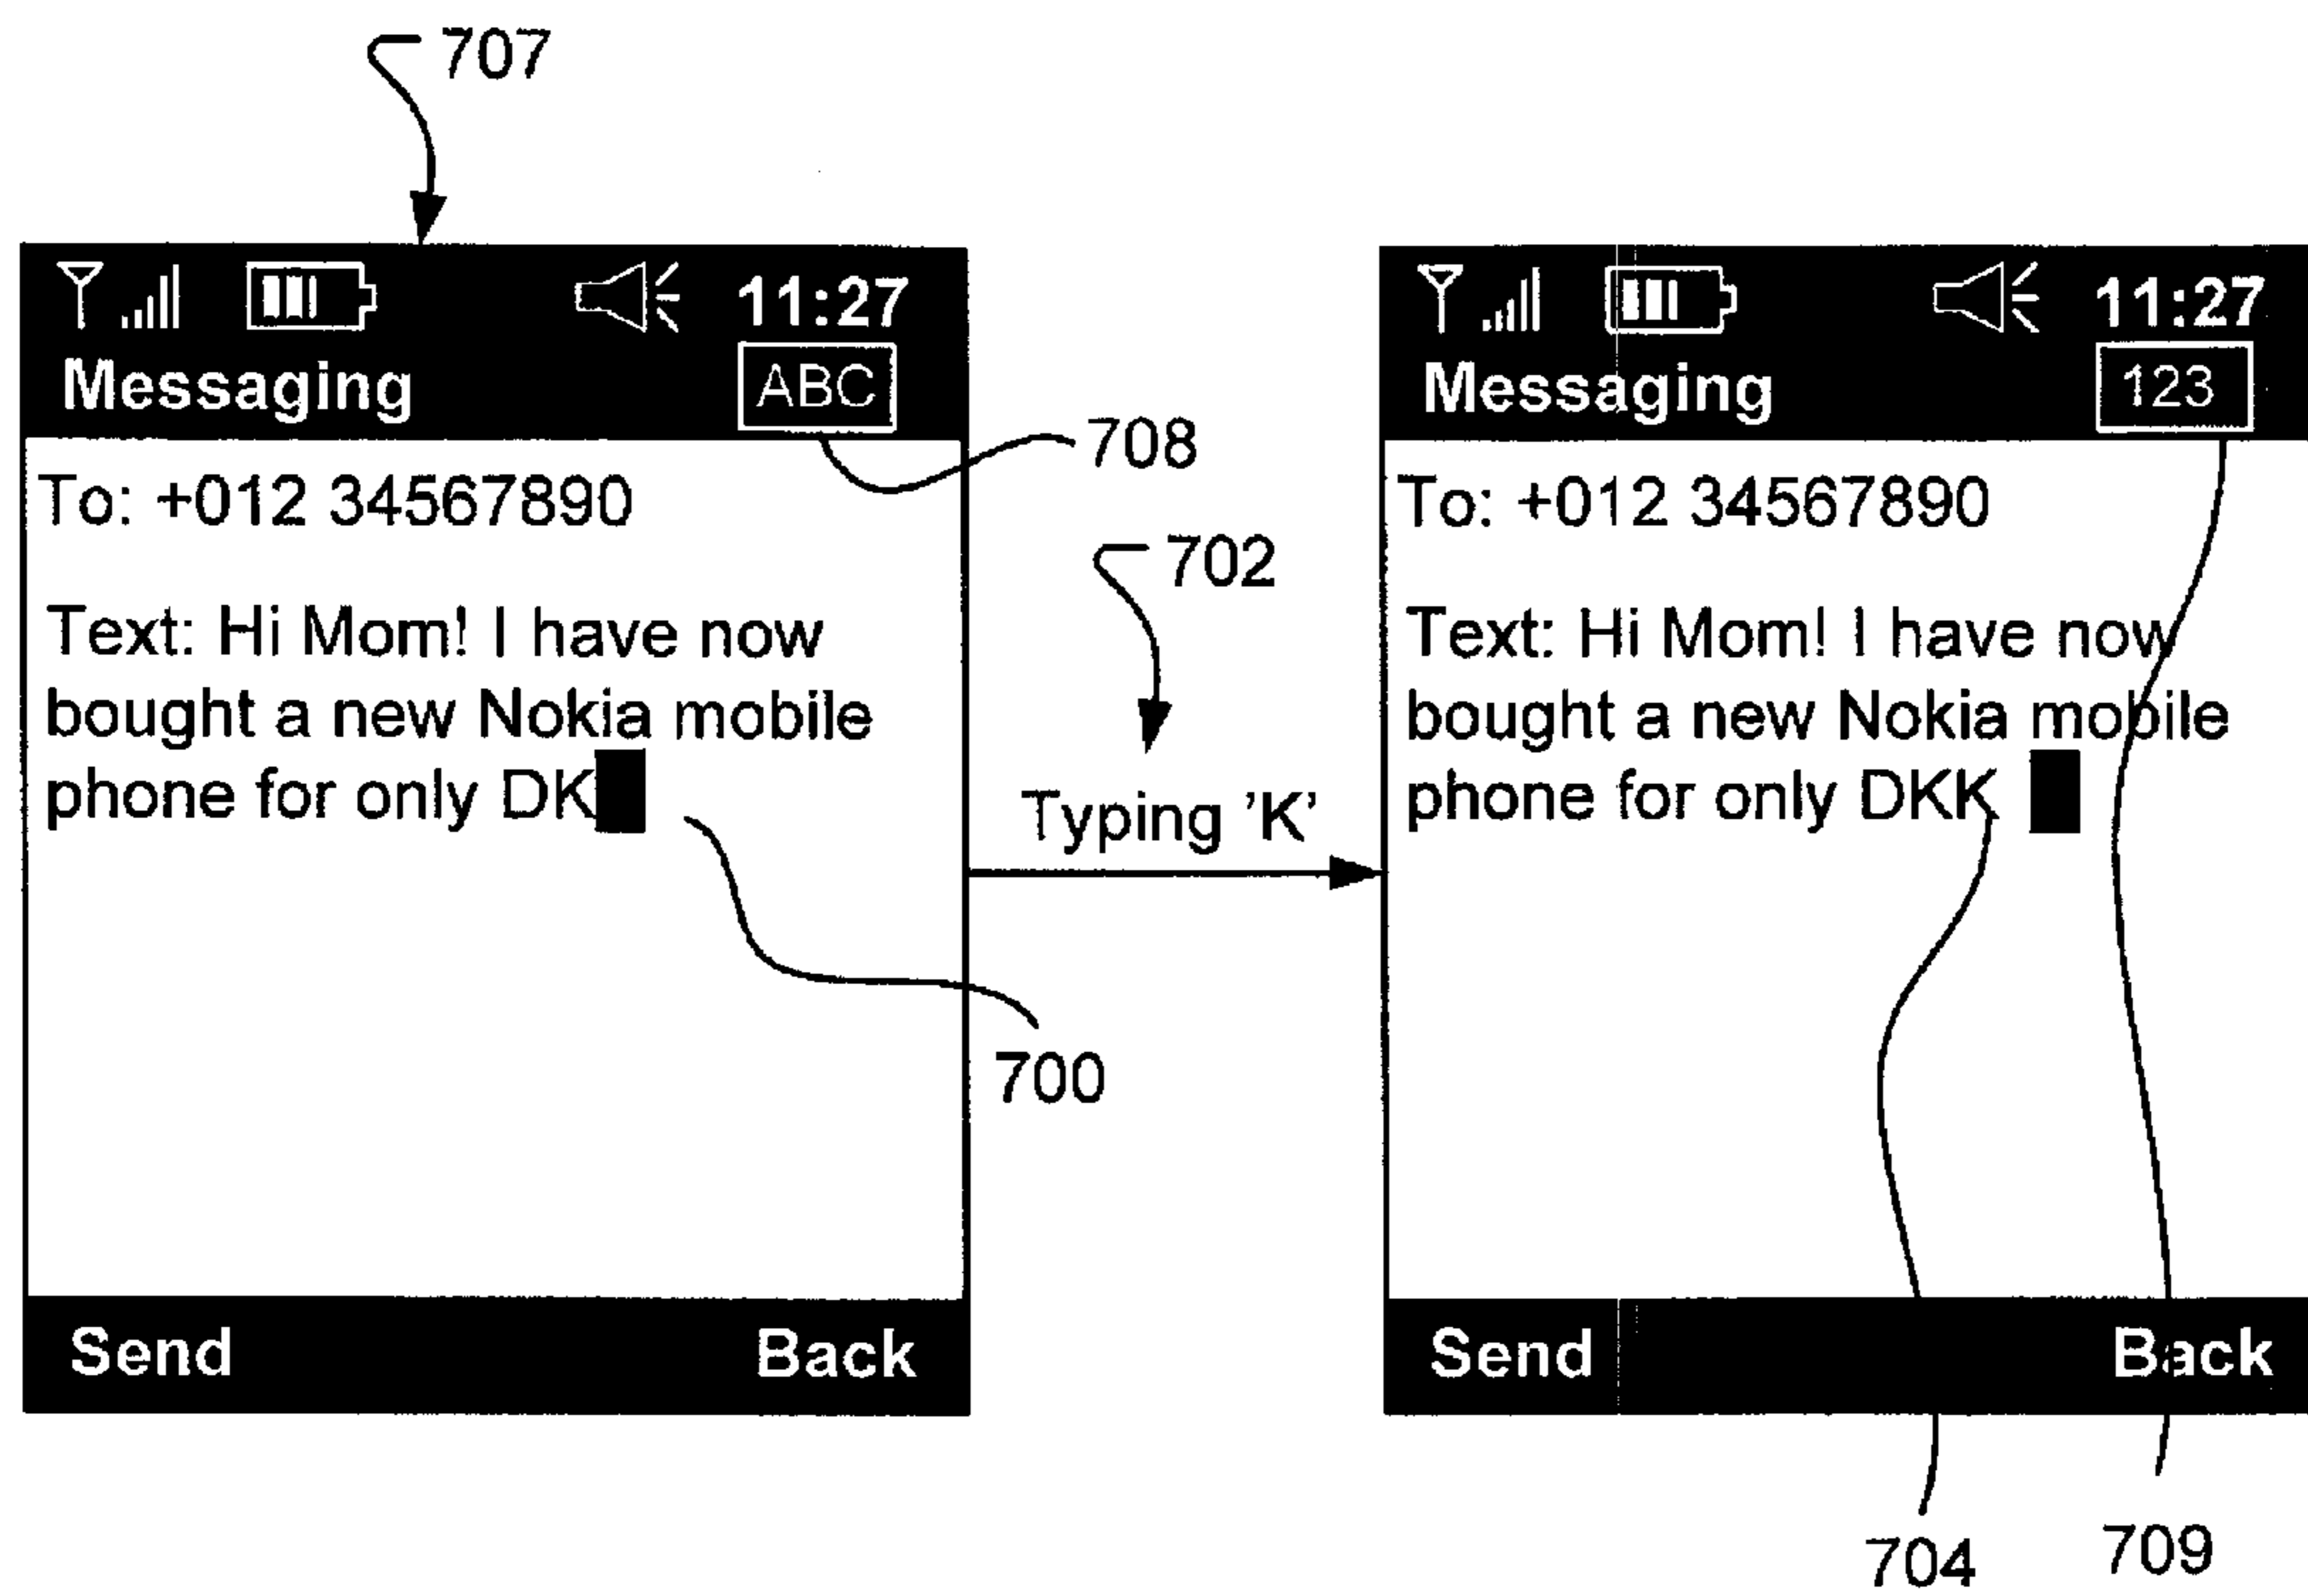 707
11:27
Messaging ABC
708
To: +012 34567890
Text: Hi Mom! I have now
bought a new Nokia mobile
phone for only DK
700
Send Back
702
Typing ’K’
11:27
Messaging 123
To: +012 34567890
Text: Hi Mom! I have now
bought a new Nokia mobile
phone for only DKK
Send Back
704
709